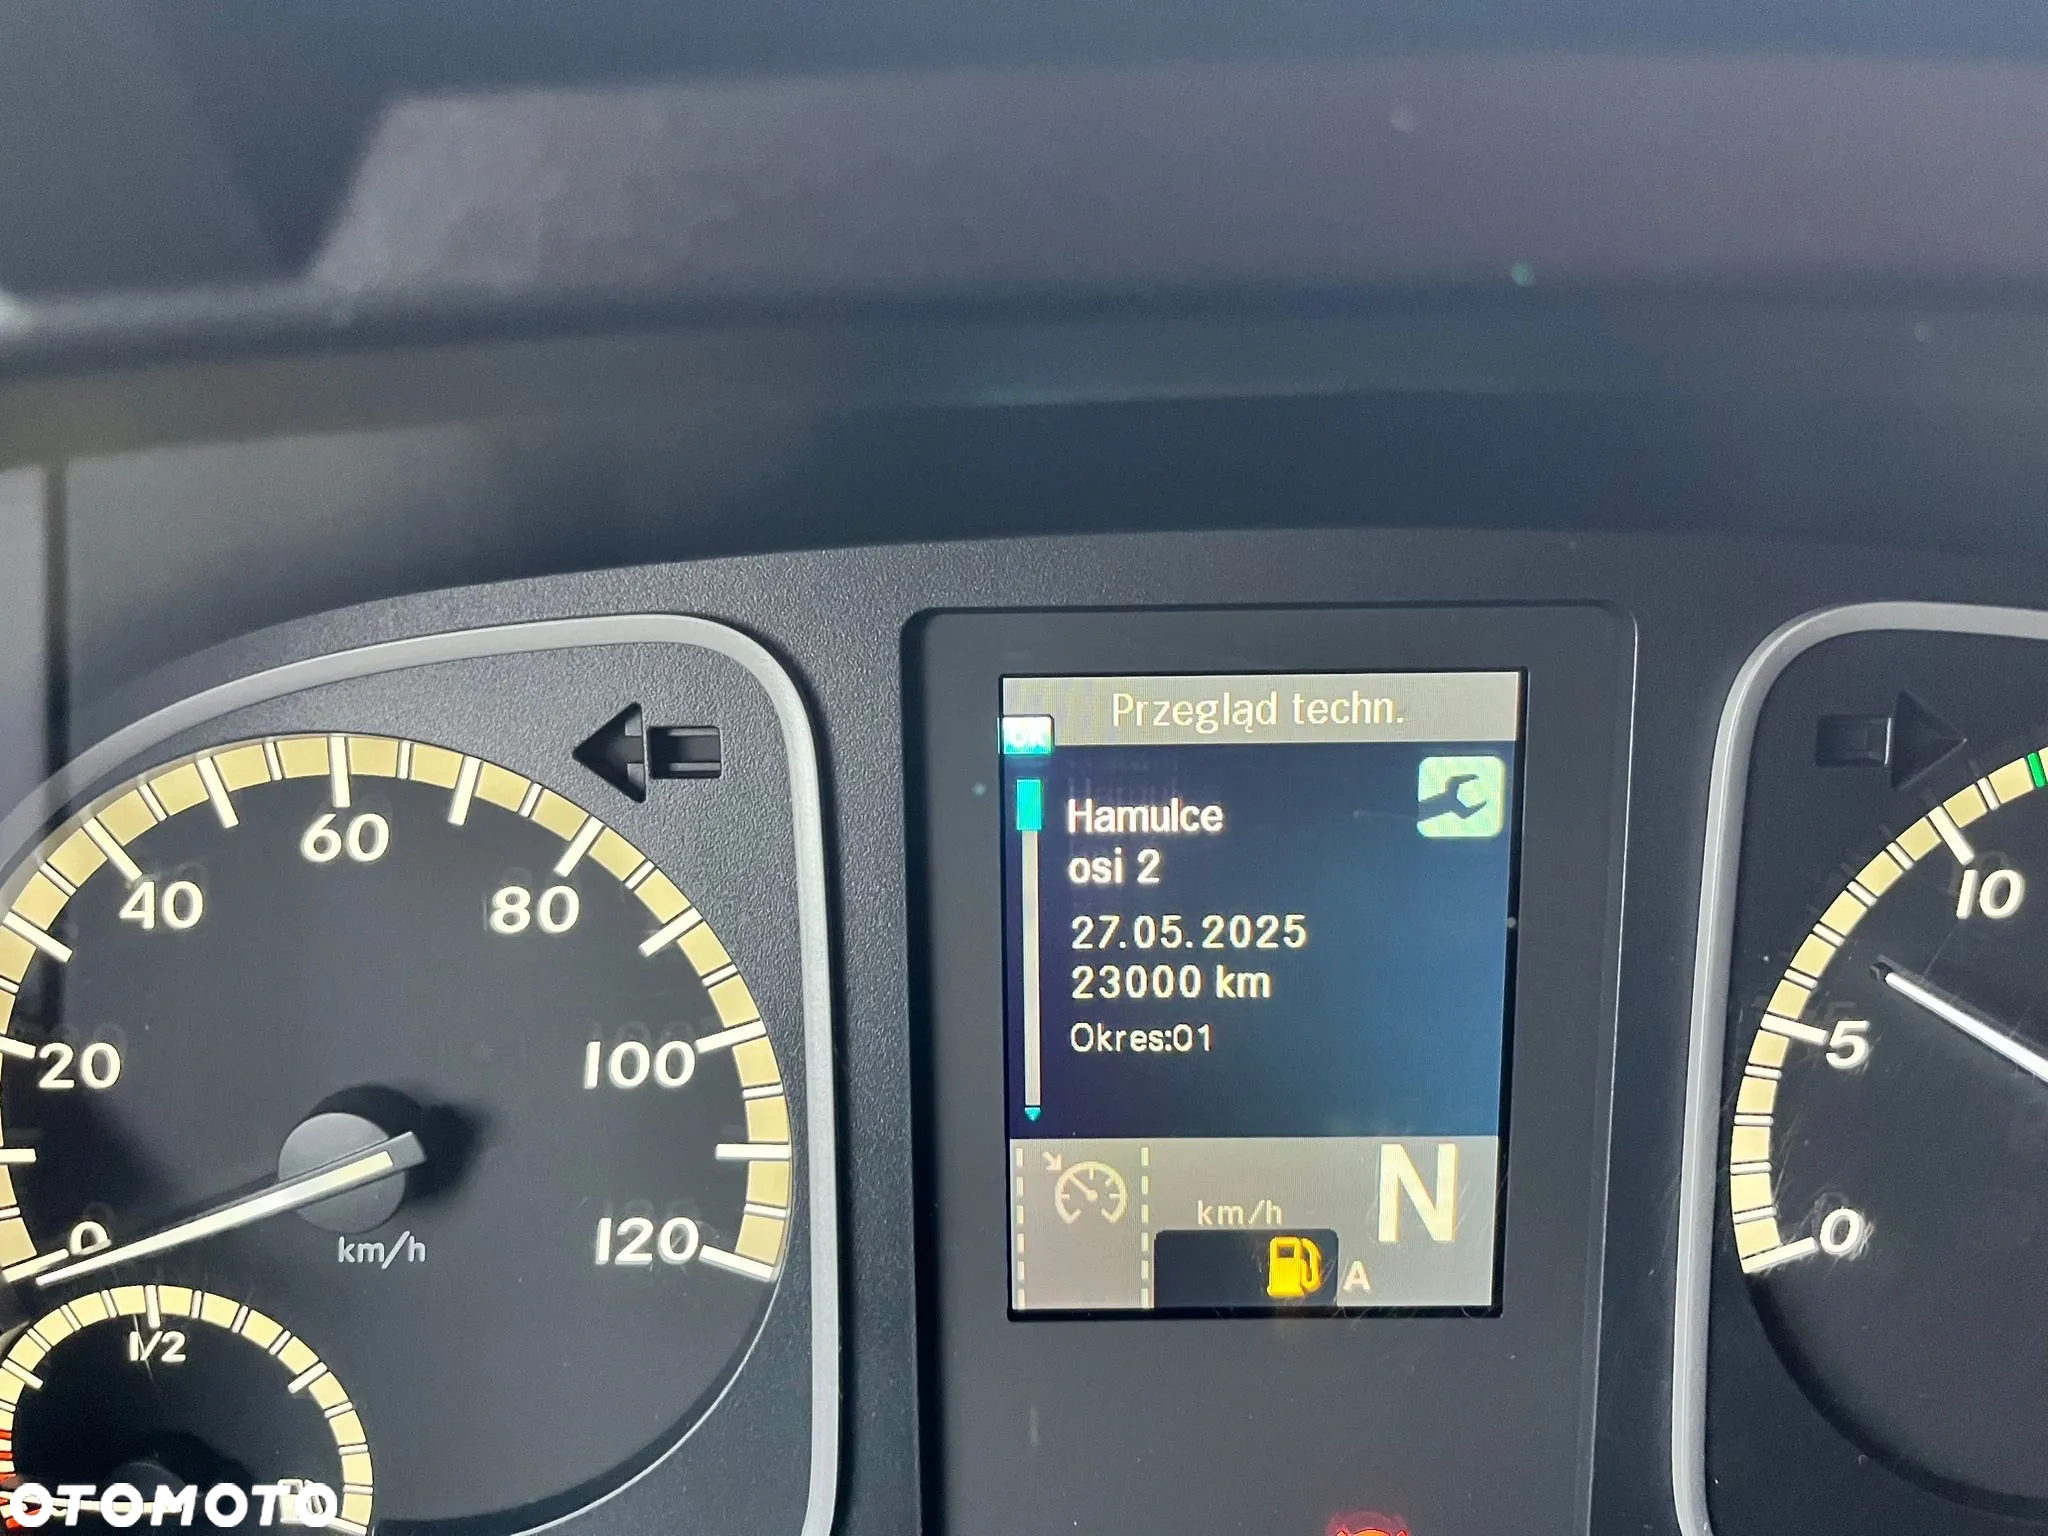 Przegląd techn.
OK
Hamulce
osi 2
27.05.2025
23000 km
Okres:01
km/h
N
A
0
20
40
60
80
100
120
km/h
1/2
0
5
10
OTOMOTO